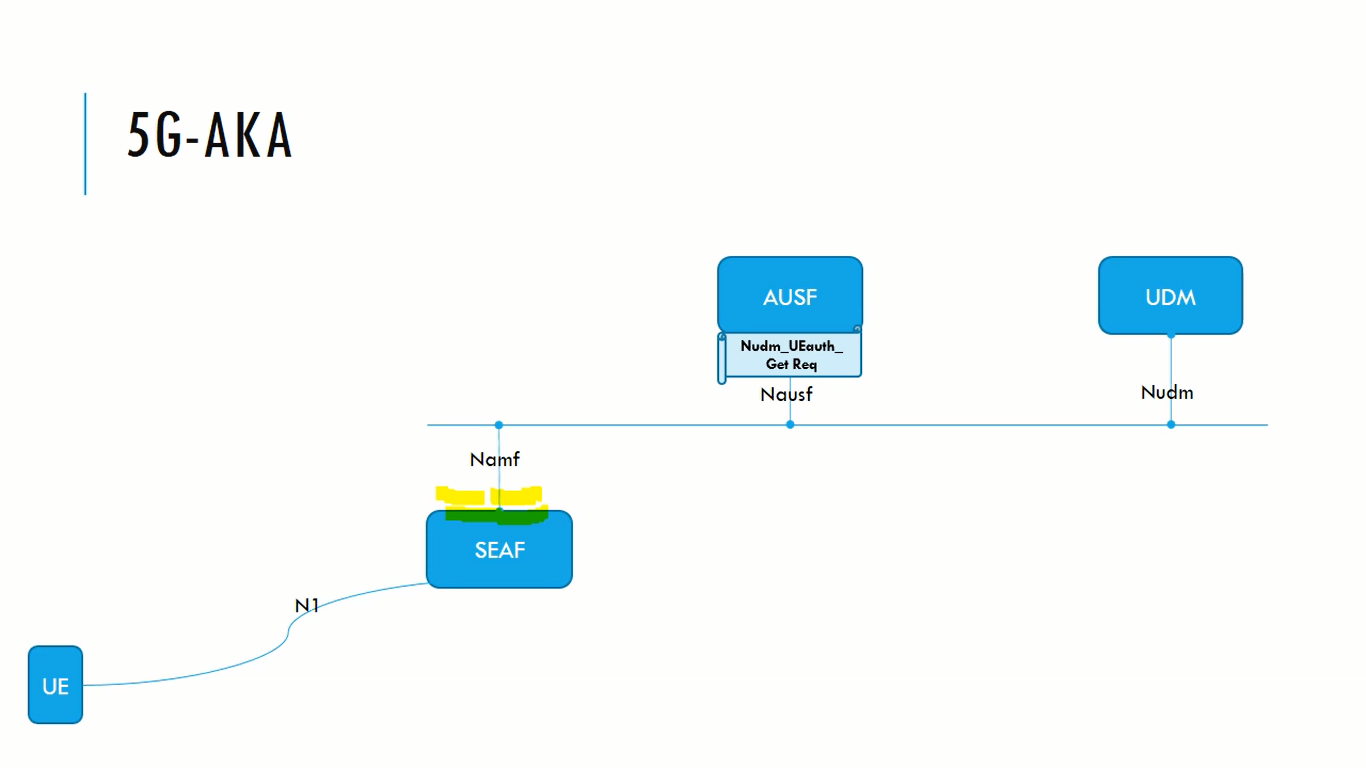 5G-AKA
AUSF
UDM
Nudm_UEauth_
Get Req
Nausf
Nudm
Namf
SEAF
N1
UE